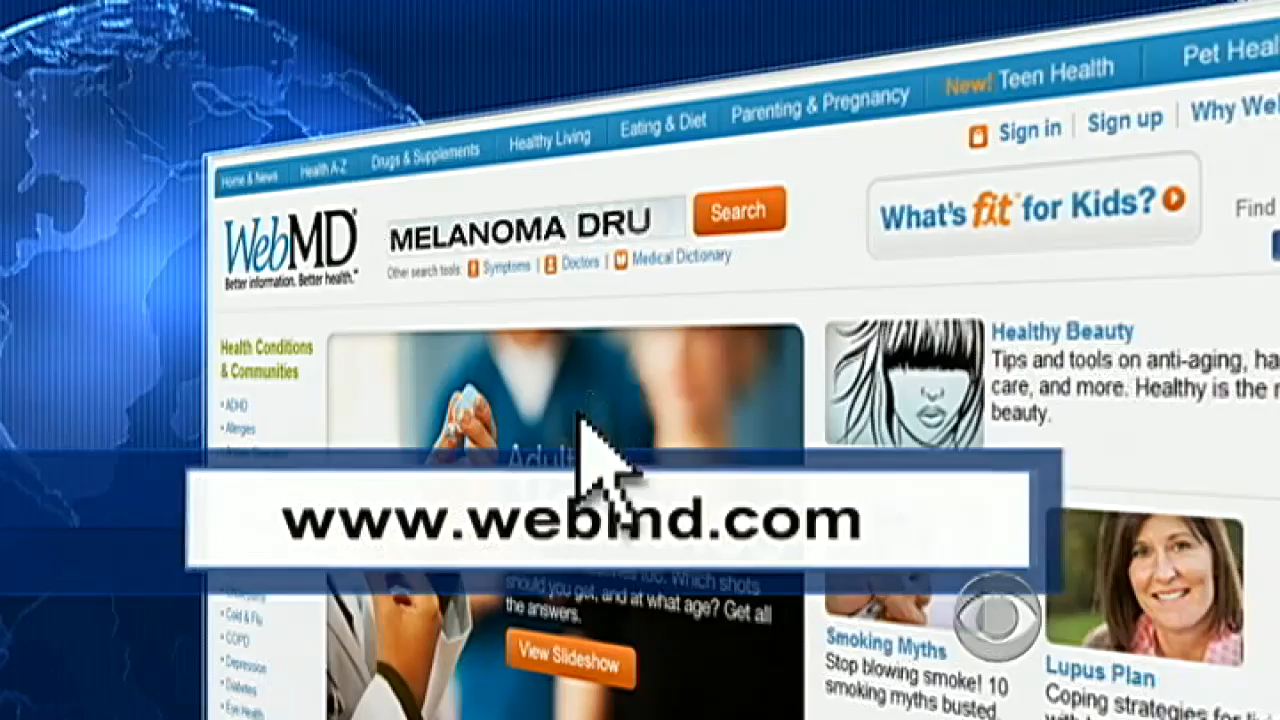 Home & News Health A-Z Drugs & Supplements Healthy Living Eating & Diet Parenting & Pregnancy New! Teen Health Pet Heal
Sign in | Sign up | Why We
WebMD
Better information. Better health.
MELANOMA DRU
Search
Other search tools: Symptoms | Doctors | Medical Dictionary
What's fit for Kids?
Find
Health Conditions
& Communities
• ADHD
• Allergies
Adult
Healthy Beauty
Tips and tools on anti-aging, ha
care, and more. Healthy is the
beauty.
www.webmd.com
too. Which shots
should you get, and at what age? Get all
the answers.
View Slideshow
• Cold & Flu
• COPD
• Depression
• Diabetes
• Eye Health
Smoking Myths
Stop blowing smoke! 10
smoking myths busted.
Lupus Plan
Coping strategies for